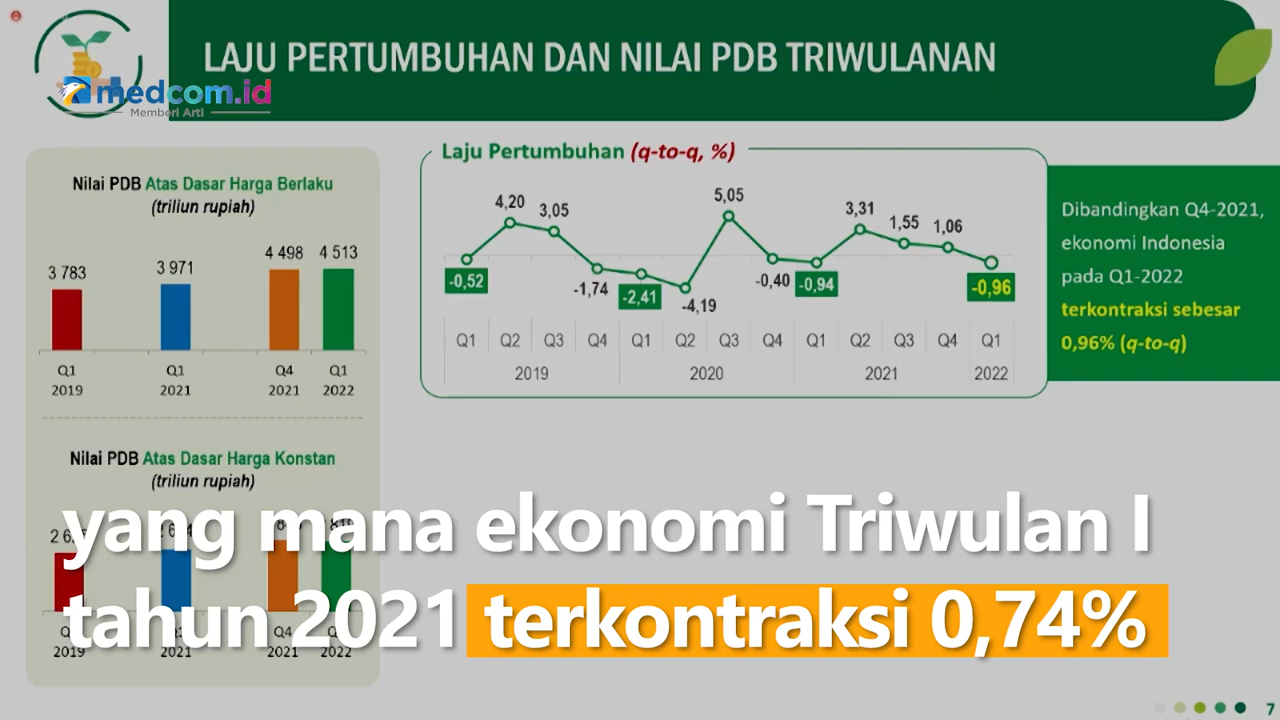 LAJU PERTUMBUHAN DAN NILAI PDB TRIWULANAN
medcom.id
Memberi Arti
Nilai PDB Atas Dasar Harga Berlaku
(triliun rupiah)
3 783
3 971
4 498
4 513
Q1 Q1 Q4 Q1
2019 2021 2021 2022
Laju Pertumbuhan (q-to-q, %)
-0,52
4,20
3,05
-1,74
-2,41
-4,19
5,05
-0,40
-0,94
3,31
1,55
1,06
-0,96
Q1 Q2 Q3 Q4 Q1 Q2 Q3 Q4 Q1 Q2 Q3 Q4 Q1
2019 2020 2021 2022
Dibandingkan Q4-2021,
ekonomi Indonesia
pada Q1-2022
terkontraksi sebesar
0,96% (q-to-q)
Nilai PDB Atas Dasar Harga Konstan
(triliun rupiah)
yang mana ekonomi Triwulan I
tahun 2021 terkontraksi 0,74%
Q4
2019 2021 2021 2022
7